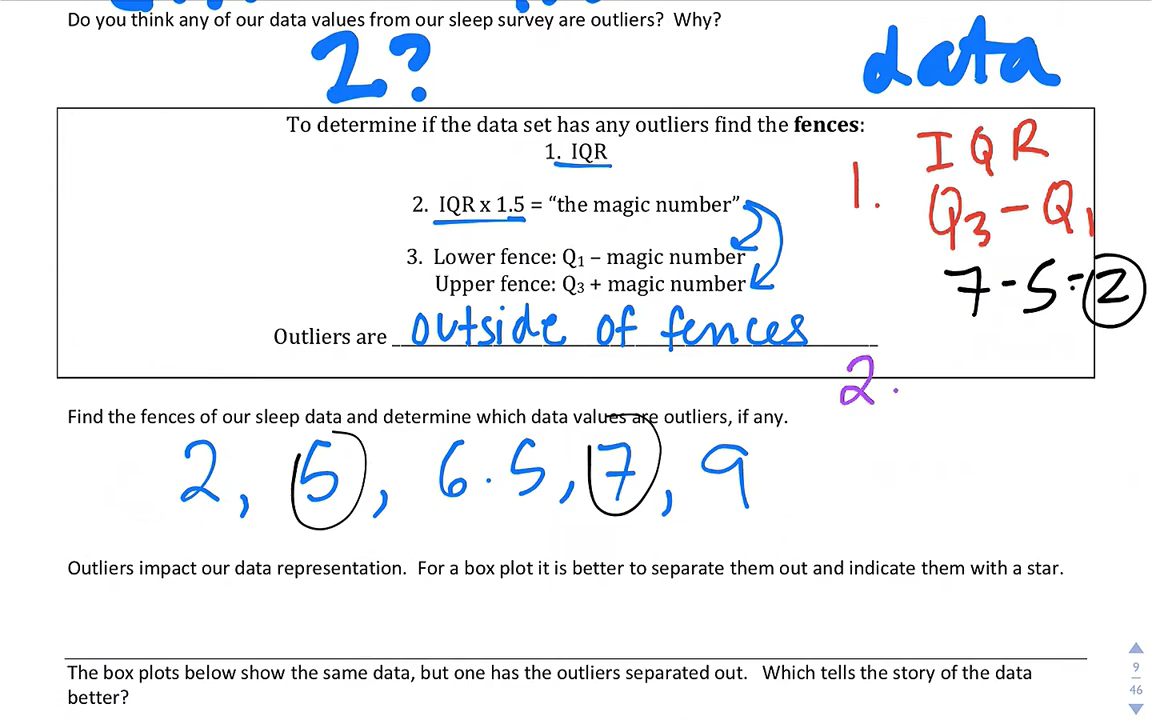 Do you think any of our data values from our sleep survey are outliers?  Why?
2?
data
To determine if the data set has any outliers find the fences:
1. IQR
2. IQR x 1.5 = “the magic number”
3. Lower fence: Q₁ – magic number
Upper fence: Q₃ + magic number
Outliers are outside of fences
1. IQR
Q₃ - Q₁
7-5=2
2.
Find the fences of our sleep data and determine which data values are outliers, if any.
2, 5, 6.5, 7, 9
Outliers impact our data representation.  For a box plot it is better to separate them out and indicate them with a star.
The box plots below show the same data, but one has the outliers separated out.   Which tells the story of the data
better?
9
46